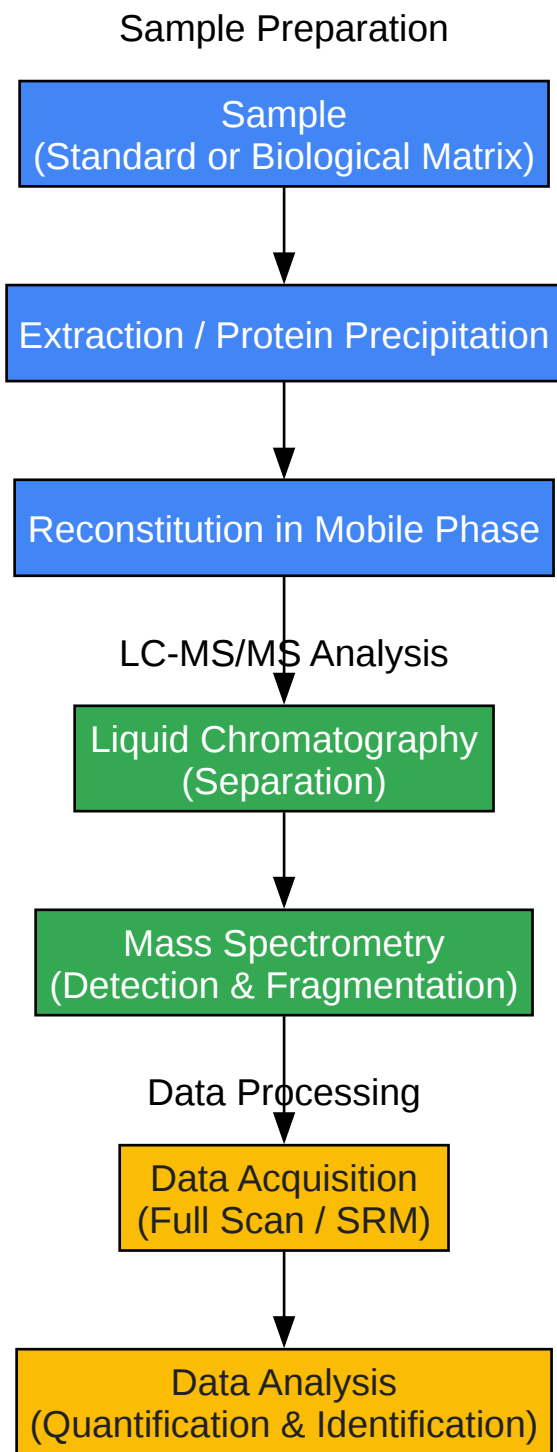 Sample Preparation
Sample
(Standard or Biological Matrix)
Extraction / Protein Precipitation
Reconstitution in Mobile Phase
LC-MS/MS Analysis
Liquid Chromatography
(Separation)
Mass Spectrometry
(Detection & Fragmentation)
Data Processing
Data Acquisition
(Full Scan / SRM)
Data Analysis
(Quantification & Identification)